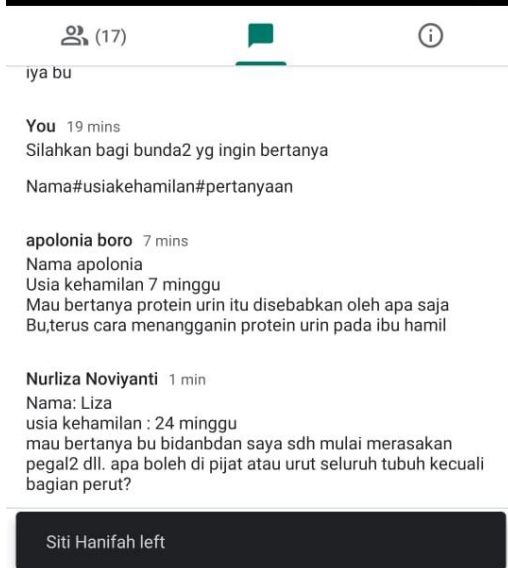 (17)
iya bu
You 19 mins
Silahkan bagi bunda2 yg ingin bertanya
Nama#usiakehamilan#pertanyaan
apolonia boro 7 mins
Nama apolonia
Usia kehamilan 7 minggu
Mau bertanya protein urin itu disebabkan oleh apa saja
Bu,terus cara menangganin protein urin pada ibu hamil
Nurliza Noviyanti 1 min
Nama: Liza
usia kehamilan : 24 minggu
mau bertanya bu bidanbdan saya sdh mulai merasakan
pegal2 dll. apa boleh di pijat atau urut seluruh tubuh kecuali
bagian perut?
Siti Hanifah left